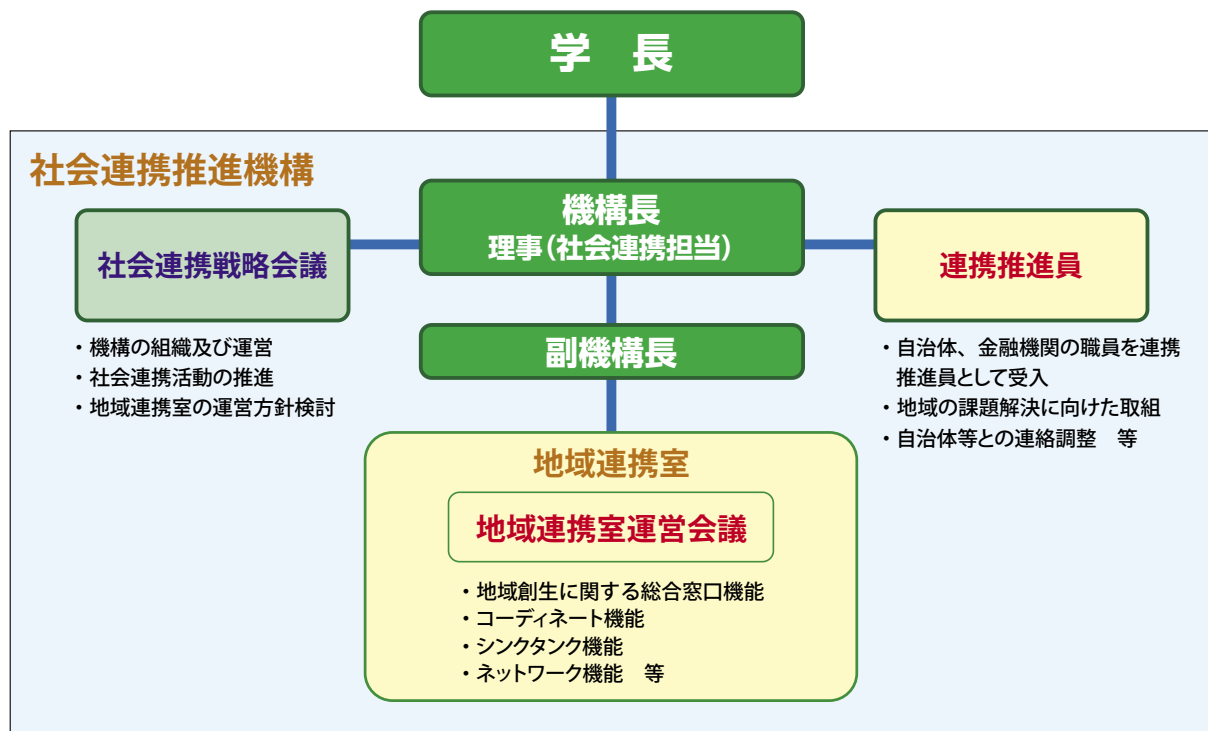 学　長
社会連携推進機構
機構長
理事（社会連携担当）
社会連携戦略会議
・機構の組織及び運営
・社会連携活動の推進
・地域連携室の運営方針検討
連携推進員
・自治体、金融機関の職員を連携
推進員として受入
・地域の課題解決に向けた取組
・自治体等との連絡調整　等
副機構長
地域連携室
地域連携室運営会議
・地域創生に関する総合窓口機能
・コーディネート機能
・シンクタンク機能
・ネットワーク機能　等